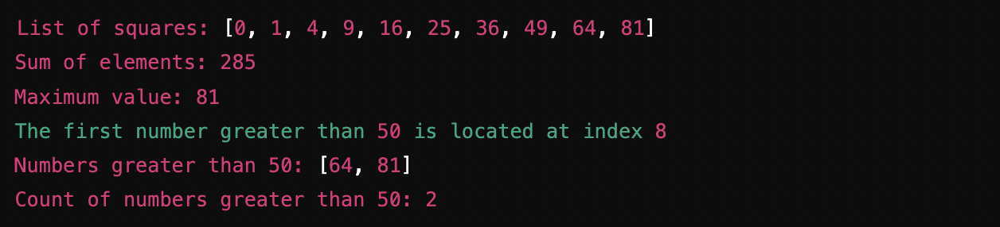 List of squares: [0, 1, 4, 9, 16, 25, 36, 49, 64, 81]
Sum of elements: 285
Maximum value: 81
The first number greater than 50 is located at index 8
Numbers greater than 50: [64, 81]
Count of numbers greater than 50: 2